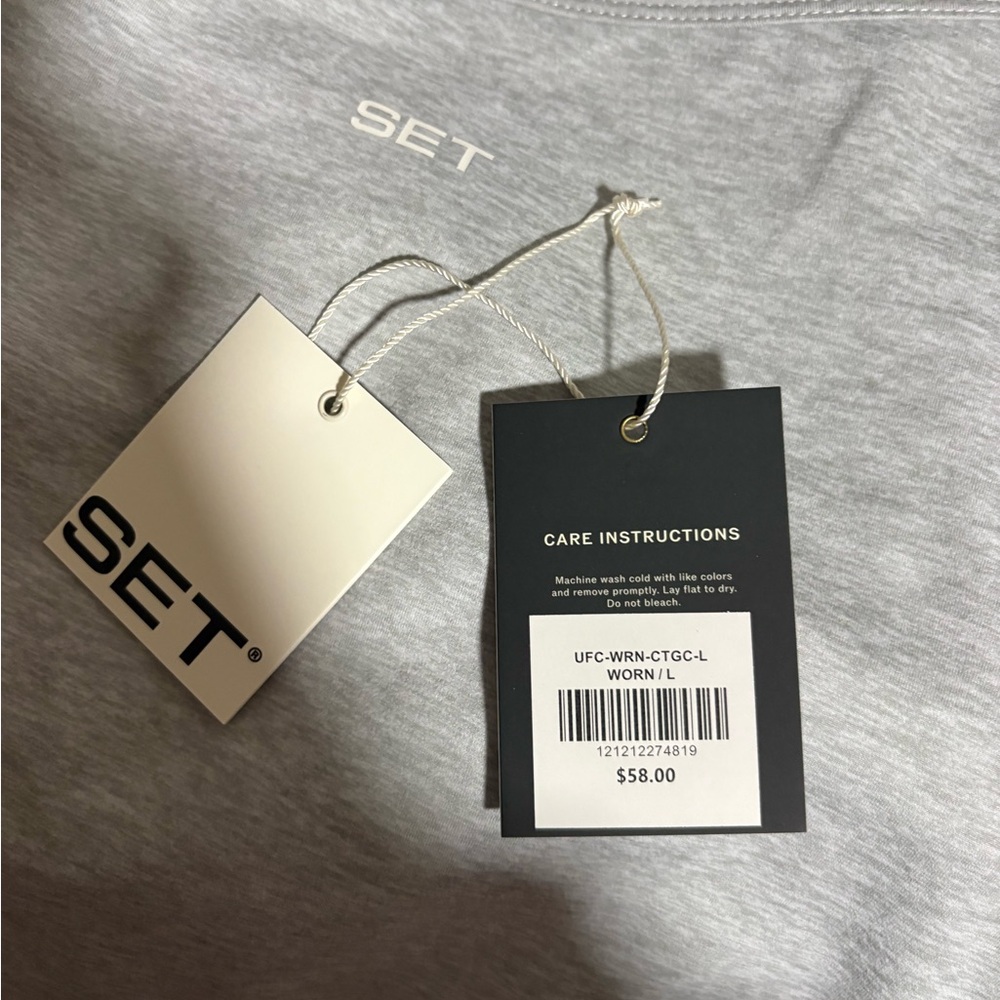 SET
SET®
CARE INSTRUCTIONS
Machine wash cold with like colors
and remove promptly. Lay flat to dry.
Do not bleach.
UFC-WRN-CTGC-L
WORN / L
121212274819
$58.00